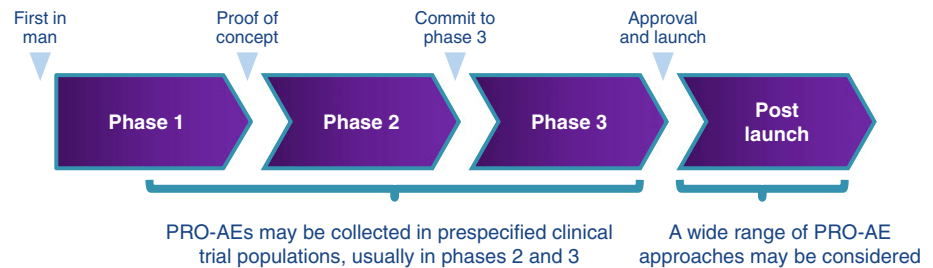 First in
man
Proof of
concept
Commit to
phase 3
Approval
and launch
Phase 1
Phase 2
Phase 3
Post
launch
PRO-AEs may be collected in prespecified clinical
trial populations, usually in phases 2 and 3
A wide range of PRO-AE
approaches may be considered